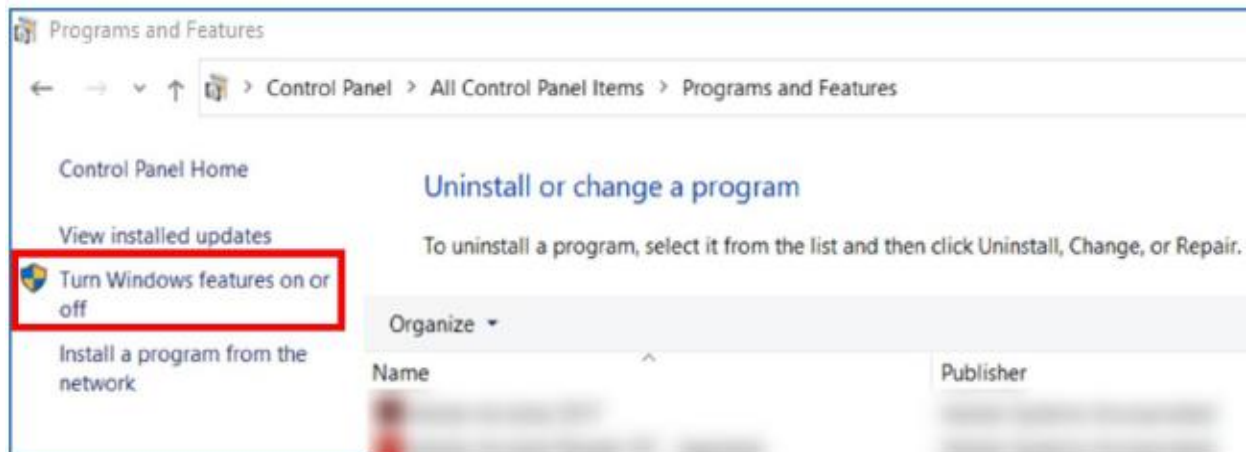 Programs and Features
Control Panel > All Control Panel Items > Programs and Features
Control Panel Home
View installed updates
Turn Windows features on or
off
Install a program from the
network
Uninstall or change a program
To uninstall a program, select it from the list and then click Uninstall, Change, or Repair.
Organize
Name
Publisher